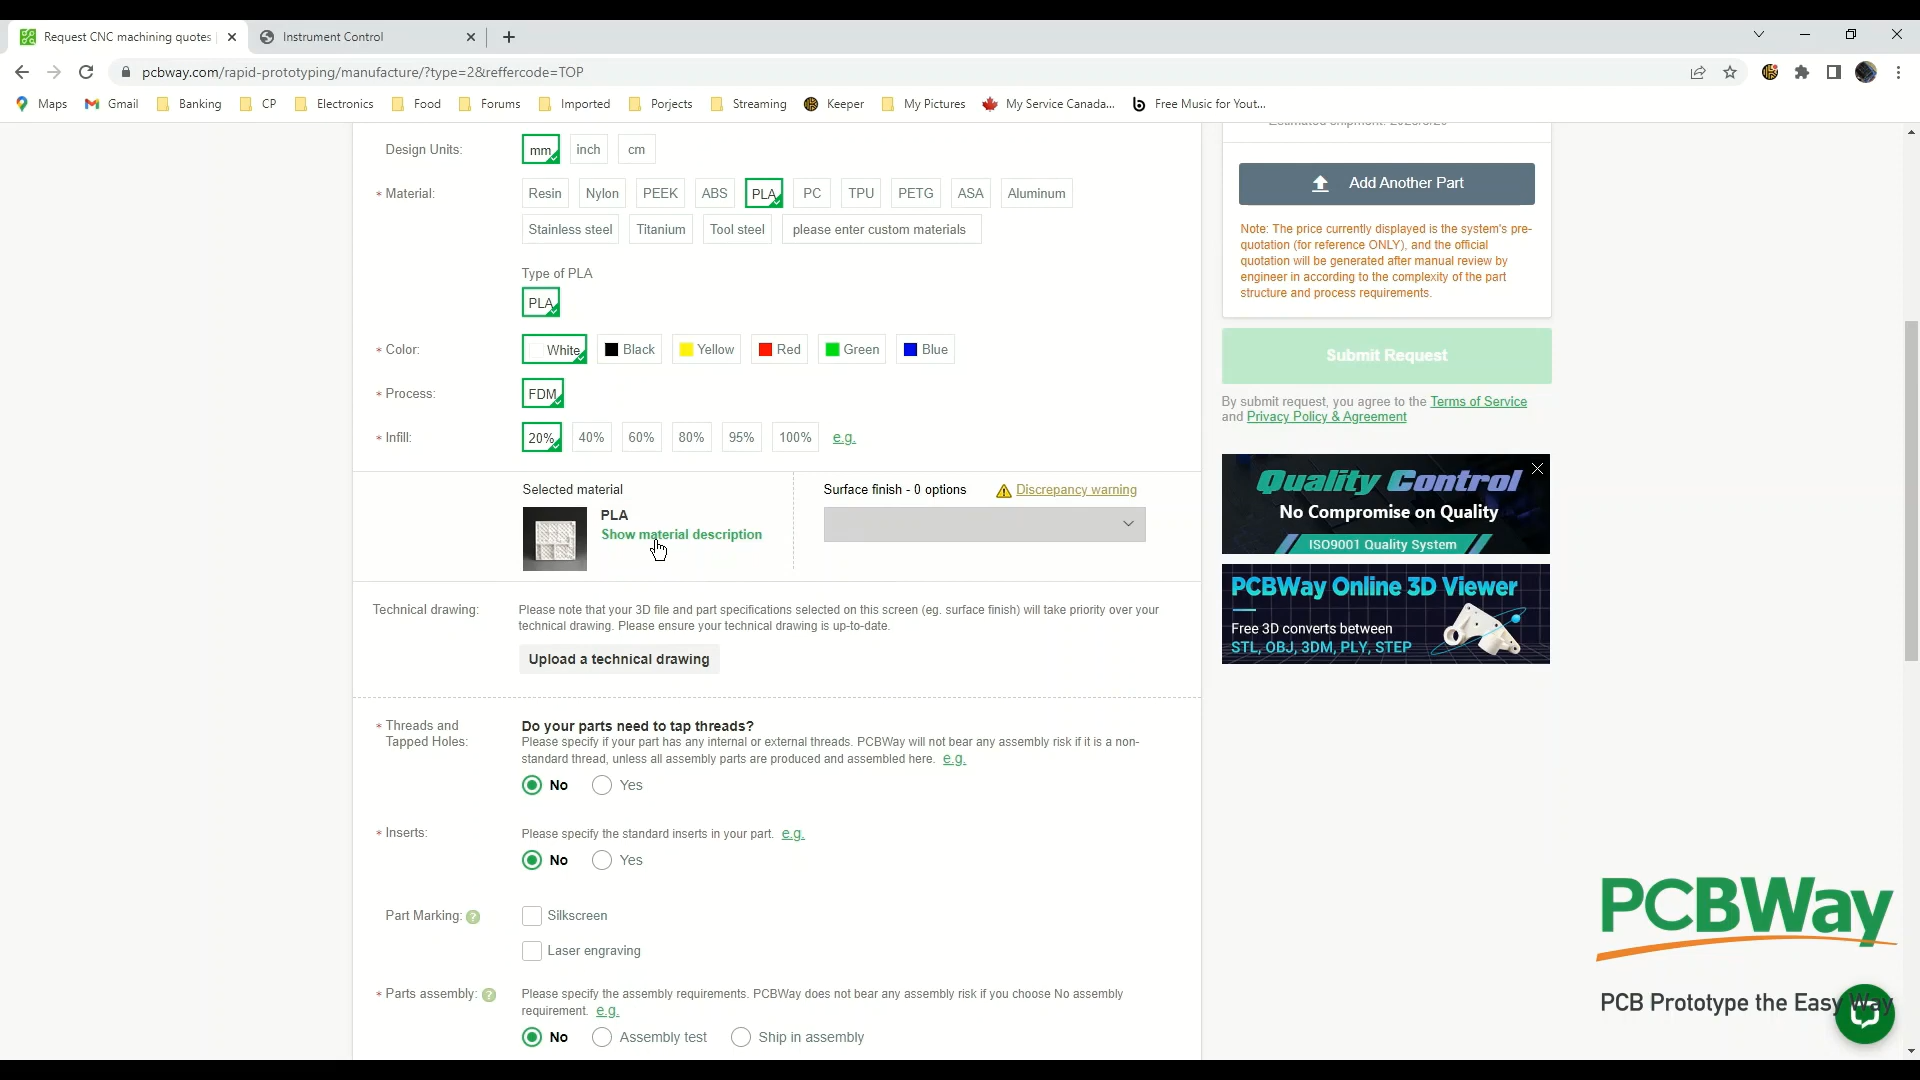 Request CNC machining quotes
Instrument Control
pcbway.com/rapid-prototyping/manufacture/?type=2&reffercode=TOP
Maps Gmail Banking CP Electronics Food Forums Imported Porjects Streaming Keeper My Pictures My Service Canada... Free Music for Yout...
Design Units: mm inch cm
* Material: Resin Nylon PEEK ABS PLA PC TPU PETG ASA Aluminum
Stainless steel Titanium Tool steel please enter custom materials
Type of PLA
PLA
* Color: White Black Yellow Red Green Blue
* Process: FDM
* Infill: 20% 40% 60% 80% 95% 100% e.g.
Selected material
PLA
Show material description
Surface finish - 0 options Discrepancy warning
Technical drawing: Please note that your 3D file and part specifications selected on this screen (eg. surface finish) will take priority over your
technical drawing. Please ensure your technical drawing is up-to-date.
Upload a technical drawing
* Threads and
Tapped Holes:
Do your parts need to tap threads?
Please specify if your part has any internal or external threads. PCBWay will not bear any assembly risk if it is a non-
standard thread, unless all assembly parts are produced and assembled here. e.g.
No Yes
* Inserts: Please specify the standard inserts in your part. e.g.
No Yes
Part Marking: ? Silkscreen
Laser engraving
* Parts assembly: ? Please specify the assembly requirements. PCBWay does not bear any assembly risk if you choose No assembly
requirement. e.g.
No Assembly test Ship in assembly
Add Another Part
Note: The price currently displayed is the system's pre-
quotation (for reference ONLY), and the official
quotation will be generated after manual review by
engineer in according to the complexity of the part
structure and process requirements.
Submit Request
By submit request, you agree to the Terms of Service
and Privacy Policy & Agreement
Quality Control
No Compromise on Quality
ISO9001 Quality System
PCBWay Online 3D Viewer
Free 3D converts between
STL, OBJ, 3DM, PLY, STEP
PCBWay
PCB Prototype the Easy Way